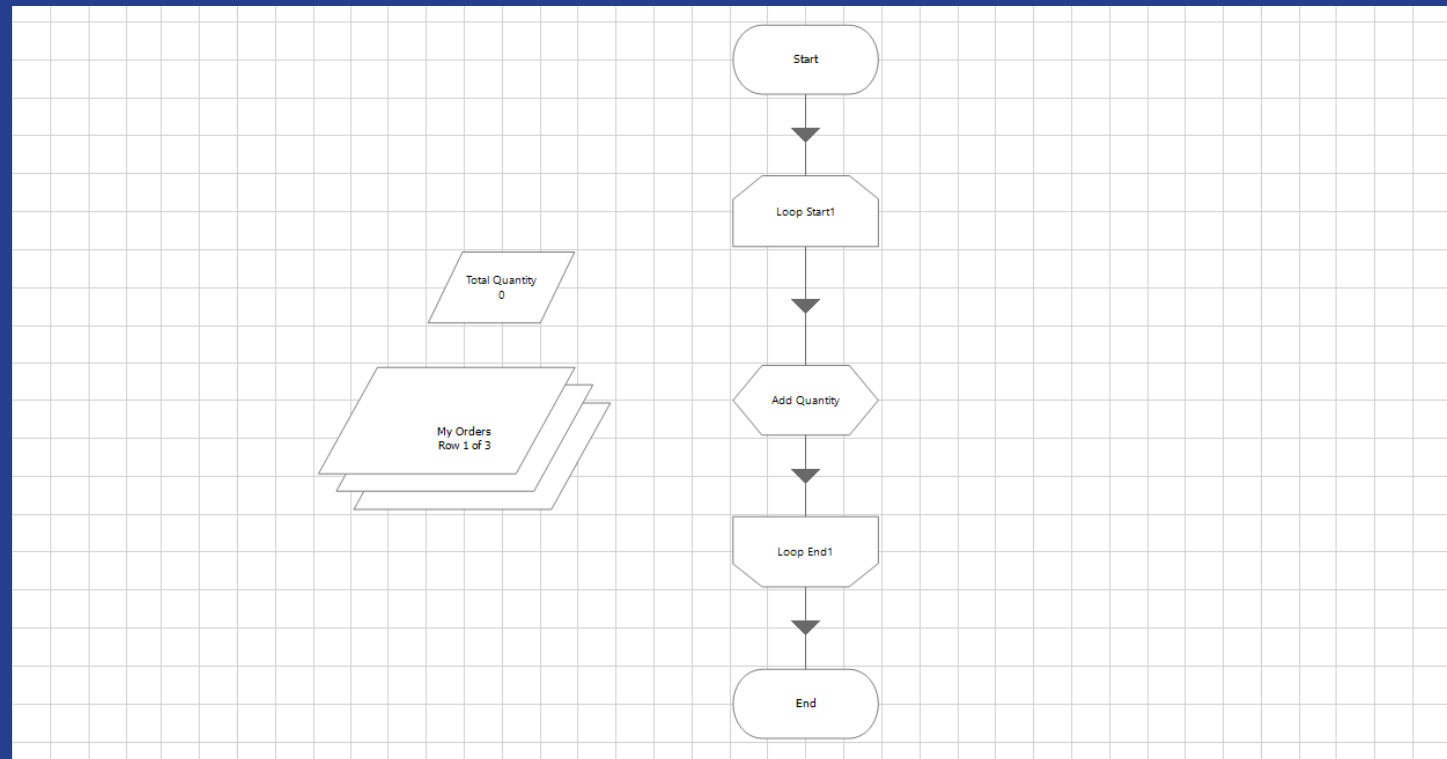 Start
Loop Start1
Total Quantity
0
Add Quantity
My Orders
Row 1 of 3
Loop End1
End